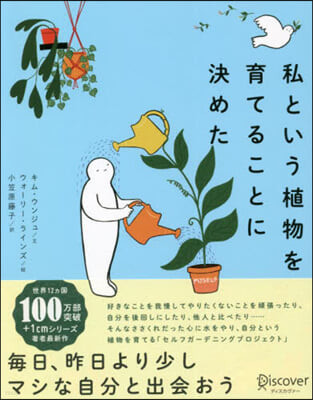 私という植物を
育てることに
決めた
キム・ウンジュ/文
ウォーリー・ラインズ/絵
小笠原藤子/訳
MYSELF
世界12ヵ国
100万部
突破
+1cmシリーズ
著者最新作
好きなことを我慢してやりたくないことを頑張ったり、
自分を後回しにしたり、他人と比べたり……
そんなささくれだった心に水をやり、自分という
植物を育てる「セルフガーデニングプロジェクト」
毎日、昨日より少し
マシな自分と出会おう
Discover
ディスカヴァー